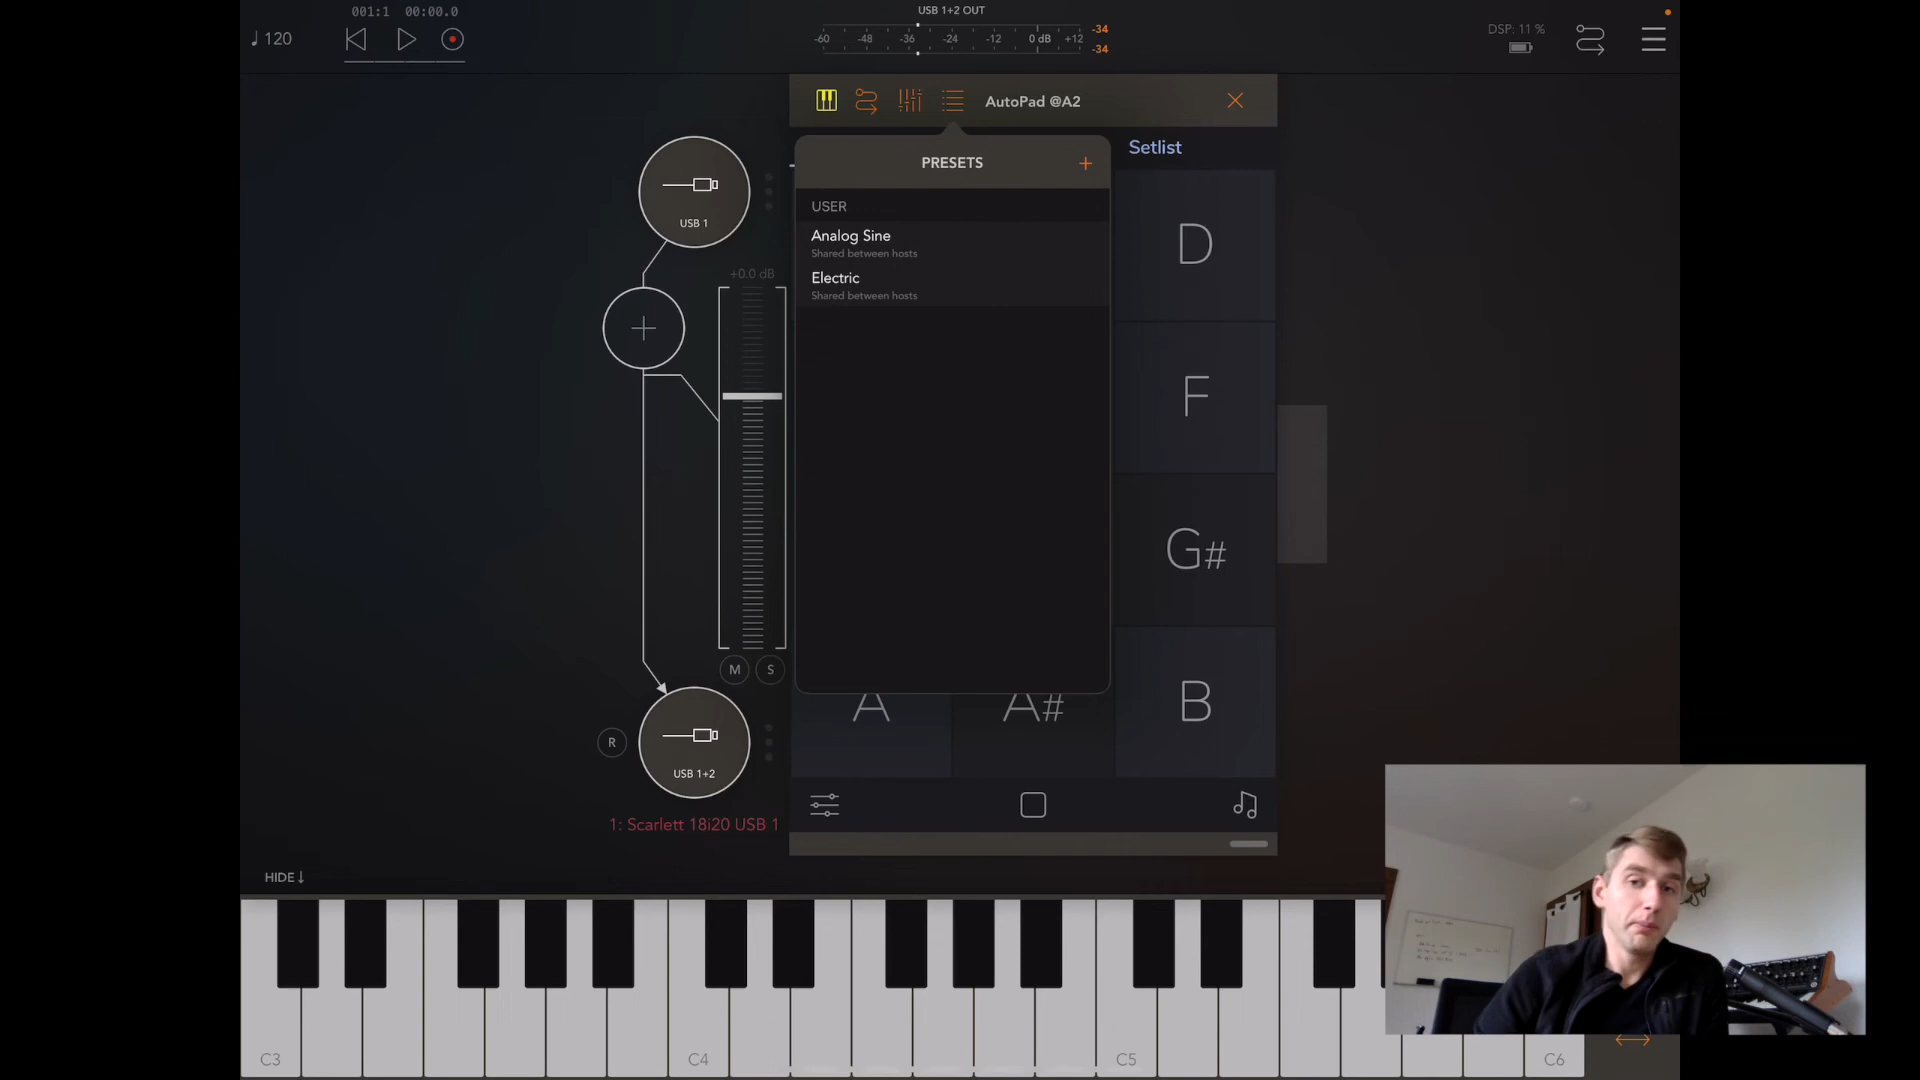 001:1 00:00.0
USB 1+2 OUT
120
-60 -48 -36 -24 -12 0 dB +12
-34
-34
DSP: 11 %
AutoPad @A2
Setlist
PRESETS
USER
Analog Sine
Shared between hosts
Electric
Shared between hosts
USB 1
+0.0 dB
D
F
G#
A
A#
B
M
S
R
USB 1+2
1: Scarlett 18i20 USB 1
HIDE↓
C3
C4
C5
C6